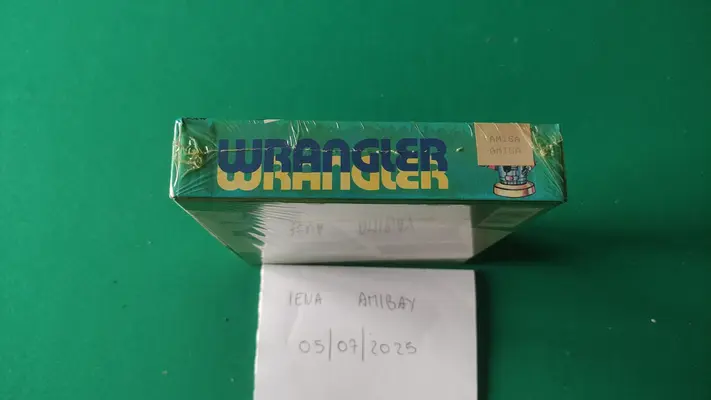 WRANGLER
WRANGLER
AMIGA
IENA AMIBAY
05/07/2025